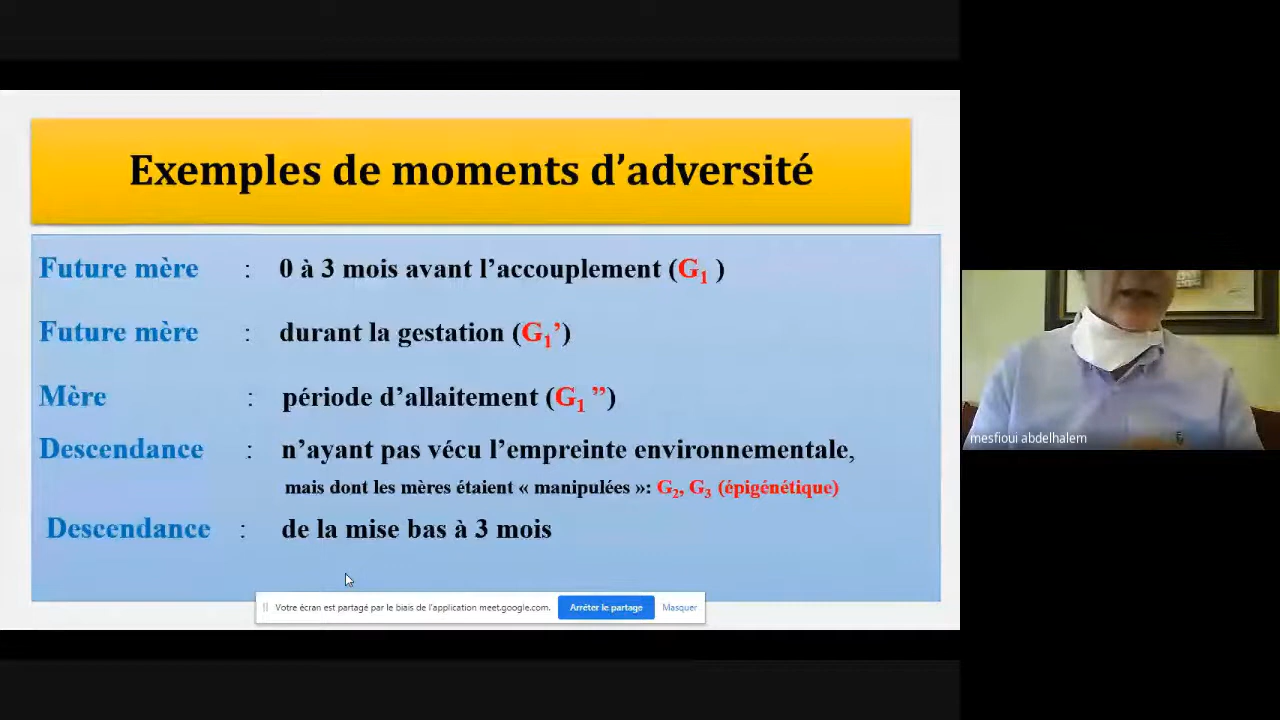 Exemples de moments d’adversité
Future mère : 0 à 3 mois avant l’accouplement (G₁ )
Future mère : durant la gestation (G₁’)
Mère : période d’allaitement (G₁ ”)
Descendance : n’ayant pas vécu l’empreinte environnementale,
mais dont les mères étaient « manipulées »: G₂, G₃ (épigénétique)
Descendance : de la mise bas à 3 mois
Votre écran est partagé par le biais de l'application meet.google.com. Arrêter le partage Masquer
mesfioui abdelhalem